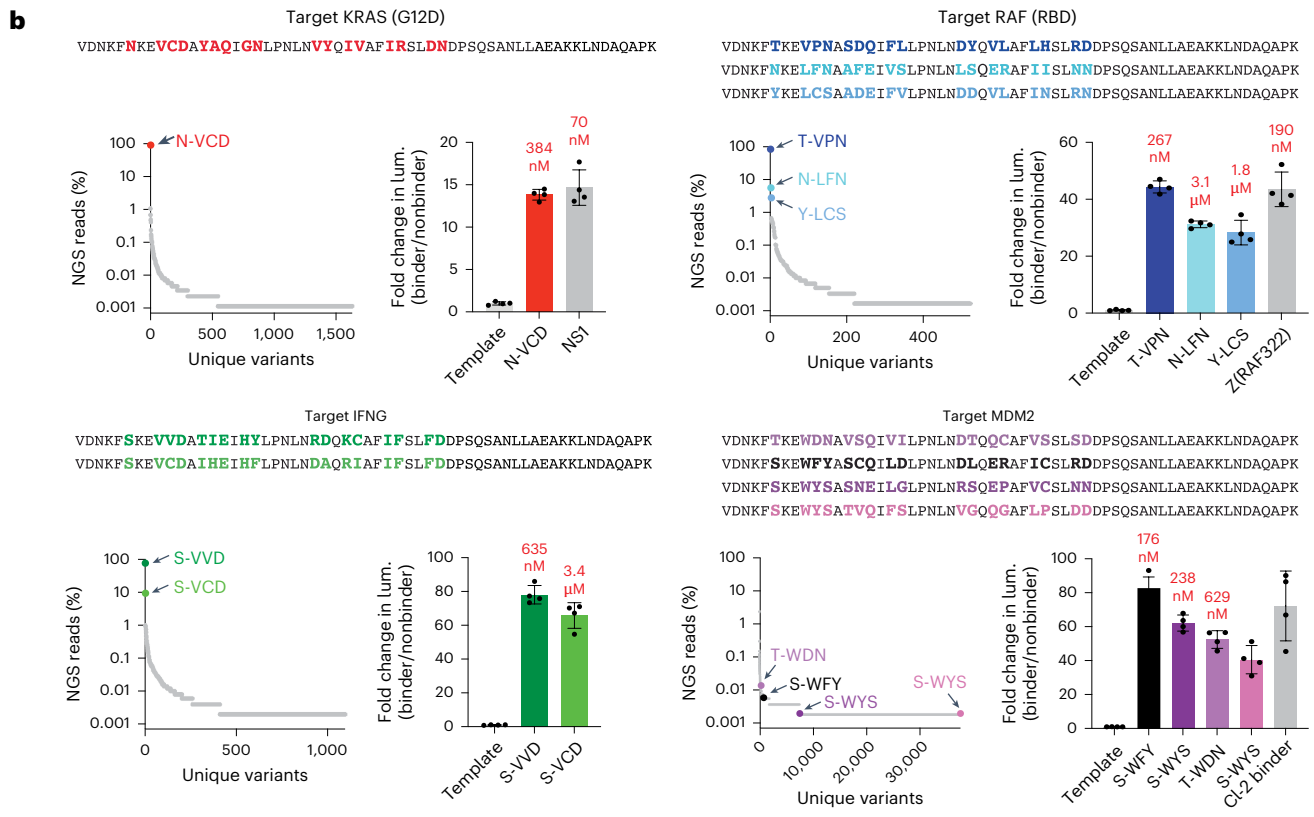 b
Target KRAS (G12D)
VDNKFNKEVCDAYAQIGNLPNLNVYQIVAFIRSLDNDPSQSANLLAEAKKLNDAQAPK
NGS reads (%)
100
10
1
0.1
0.01
0.001
N-VCD
0
500
1,000
1,500
Unique variants
Fold change in lum.
(binder/nonbinder)
20
15
10
5
0
384
nM
70
nM
Template
N-VCD
NS1
Target RAF (RBD)
VDNKFTKEVPNASDQIFLLPNLNDYQVLAFLHSLRDDPSQSANLLAEAKKLNDAQAPK
VDNKFNKELFNAAFEIVSLPNLNLSQERAFIISLNNDPSQSANLLAEAKKLNDAQAPK
VDNKFYKELCSAADEIFVLPNLNDDQVLAFINSLRNDPSQSANLLAEAKKLNDAQAPK
NGS reads (%)
100
10
1
0.1
0.01
0.001
T-VPN
N-LFN
Y-LCS
0
200
400
Unique variants
Fold change in lum.
(binder/nonbinder)
60
40
20
0
267
nM
3.1
µM
1.8
µM
190
nM
Template
T-VPN
N-LFN
Y-LCS
Z(RAF322)
Target IFNG
VDNKFSKEVVDATIEIHYLPNLNRDQKCAFIFSLFDDPSQSANLLAEAKKLNDAQAPK
VDNKFSKEVCDAIHEIHFLPNLNDAQRIAFIFSLFDDPSQSANLLAEAKKLNDAQAPK
NGS reads (%)
100
10
1
0.1
0.01
0.001
S-VVD
S-VCD
0
500
1,000
Unique variants
Fold change in lum.
(binder/nonbinder)
100
80
60
40
20
0
635
nM
3.4
µM
Template
S-VVD
S-VCD
Target MDM2
VDNKFTKEWDNAVSQIVILPNLNDTQQCAFVSSLSDDPSQSANLLAEAKKLNDAQAPK
VDNKFSKEWFYASCQILDLPNLNDLQERAFICSLRDDPSQSANLLAEAKKLNDAQAPK
VDNKFSKEWYSASNEILGLPNLNRSQEPAFVCSLNNDPSQSANLLAEAKKLNDAQAPK
VDNKFSKEWYSATVQIFSLPNLNVGQQGAFLPSLDDDPSQSANLLAEAKKLNDAQAPK
NGS reads (%)
100
10
1
0.1
0.01
0.001
T-WDN
S-WFY
S-WYS
S-WYS
0
10,000
20,000
30,000
Unique variants
Fold change in lum.
(binder/nonbinder)
100
80
60
40
20
0
176
nM
238
nM
629
nM
Template
S-WFY
S-WYS
T-WDN
S-WYS
Cl-2 binder